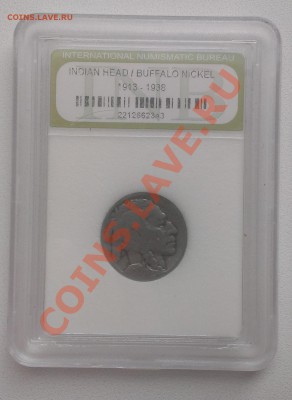 COINS.LAVE.RU
INTERNATIONAL NUMISMATIC BUREAU
INDIAN HEAD / BUFFALO NICKEL
1913 - 1938
COINS.LAVE.RU